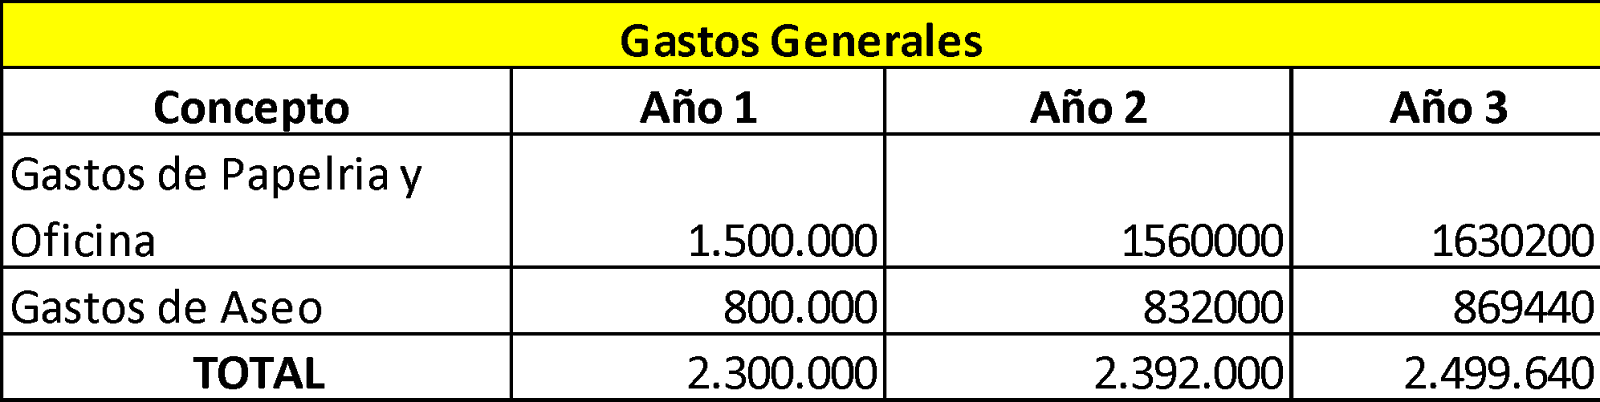 Gastos Generales
Concepto Año 1 Año 2 Año 3
Gastos de Papelria y
Oficina 1.500.000 1560000 1630200
Gastos de Aseo 800.000 832000 869440
TOTAL 2.300.000 2.392.000 2.499.640